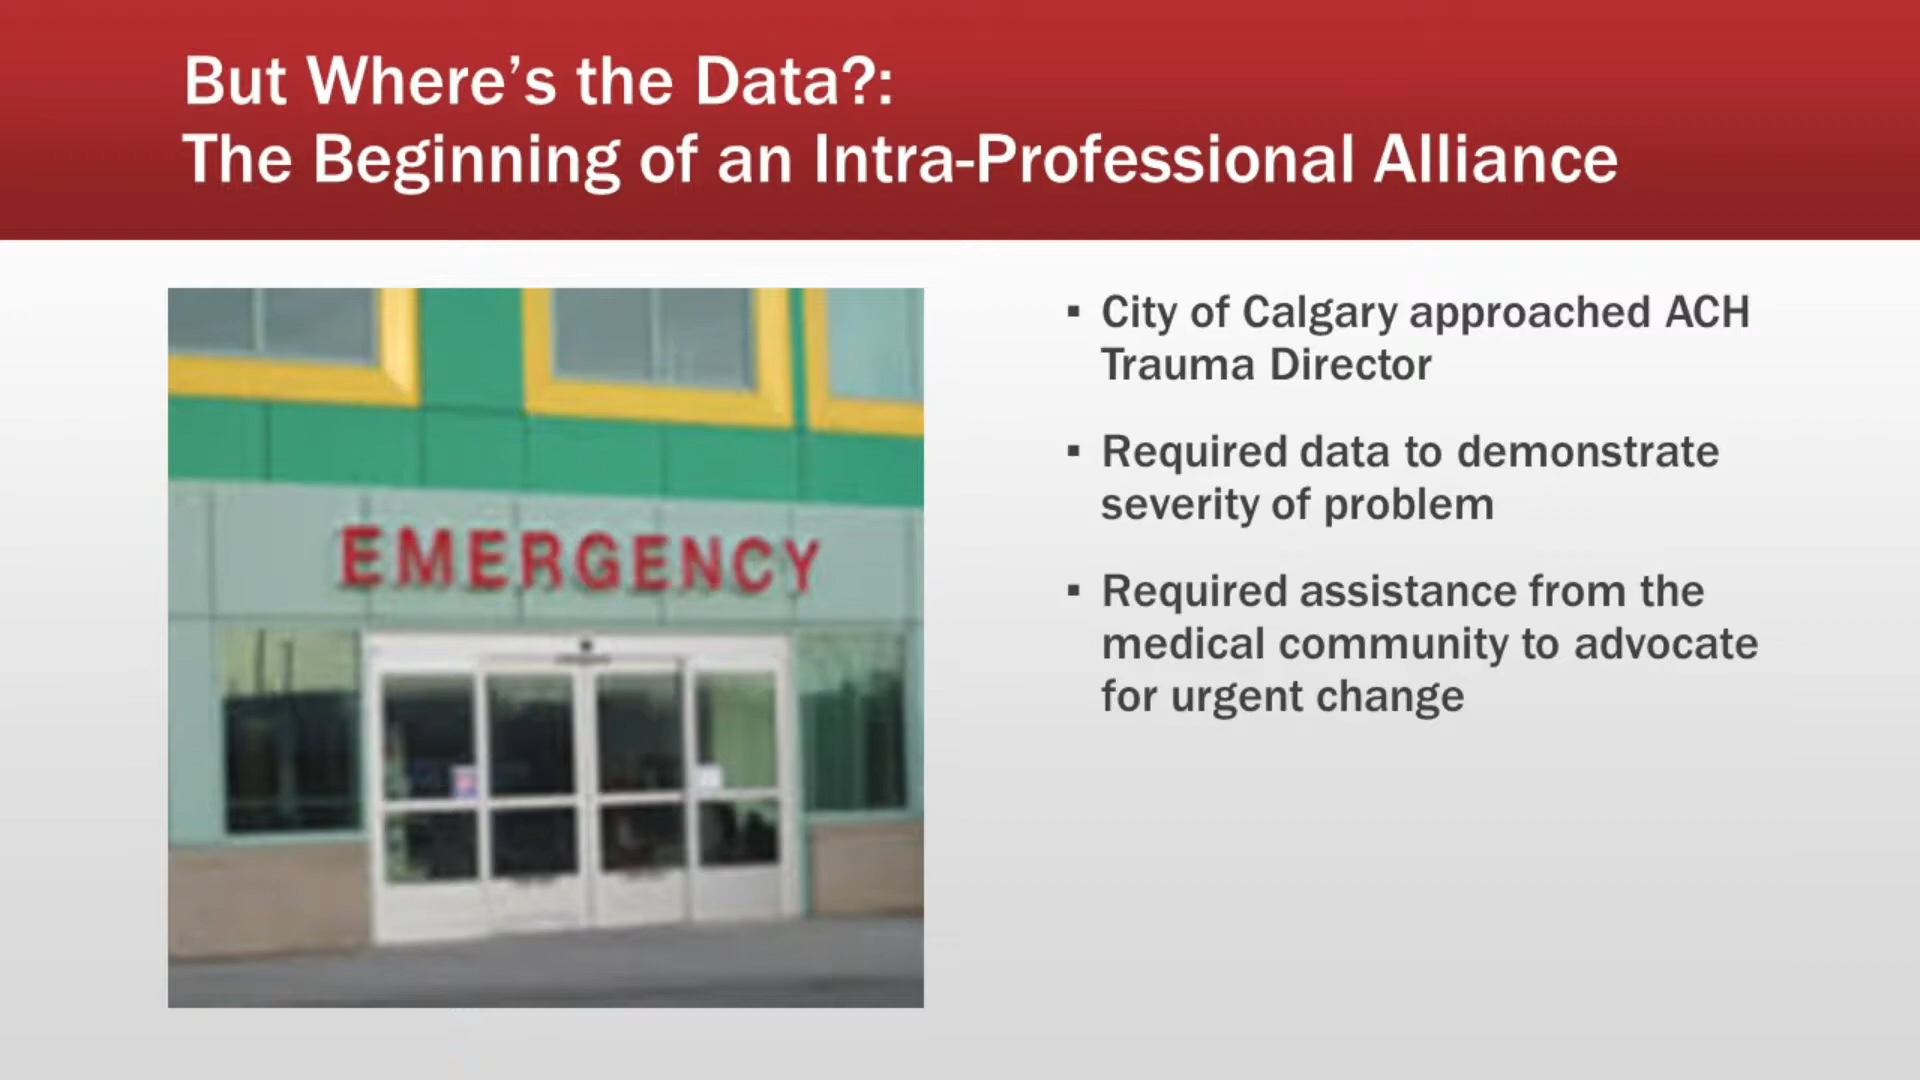 But Where’s the Data?:
The Beginning of an Intra-Professional Alliance
EMERGENCY
▪ City of Calgary approached ACH
Trauma Director
▪ Required data to demonstrate
severity of problem
▪ Required assistance from the
medical community to advocate
for urgent change